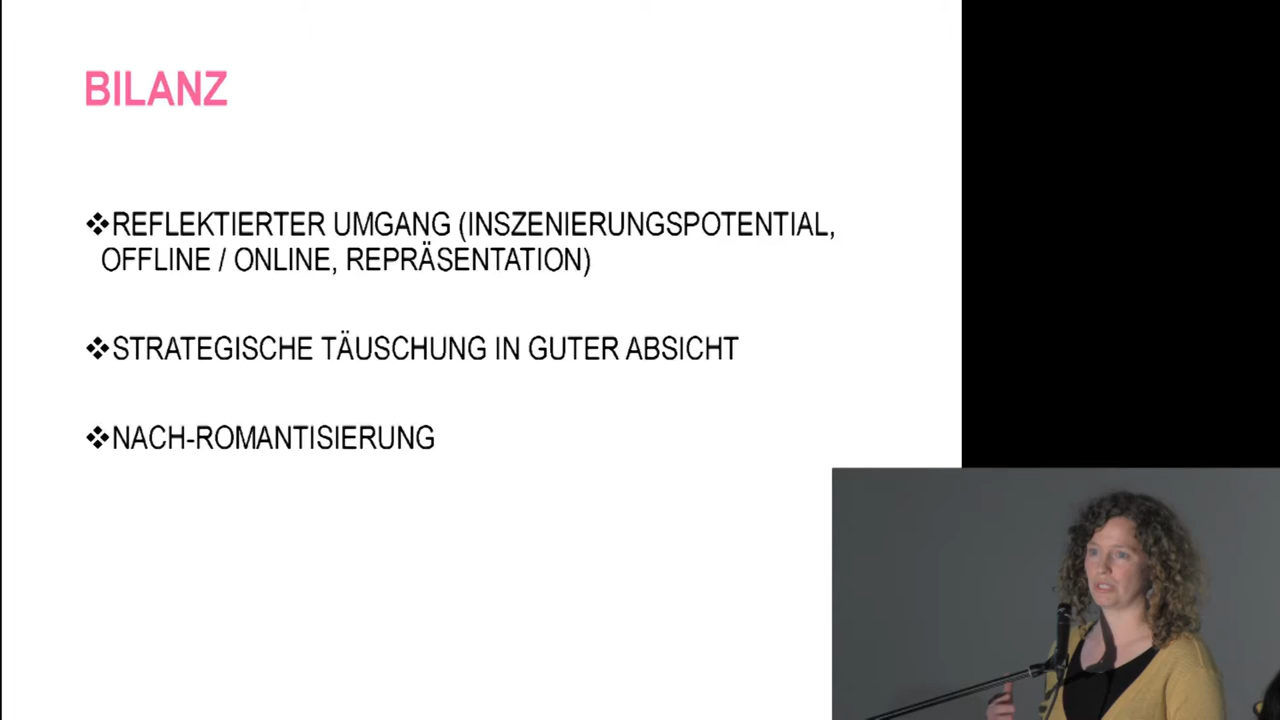 BILANZ
❖REFLEKTIERTER UMGANG (INSZENIERUNGSPOTENTIAL,
OFFLINE / ONLINE, REPRÄSENTATION)
❖STRATEGISCHE TÄUSCHUNG IN GUTER ABSICHT
❖NACH-ROMANTISIERUNG